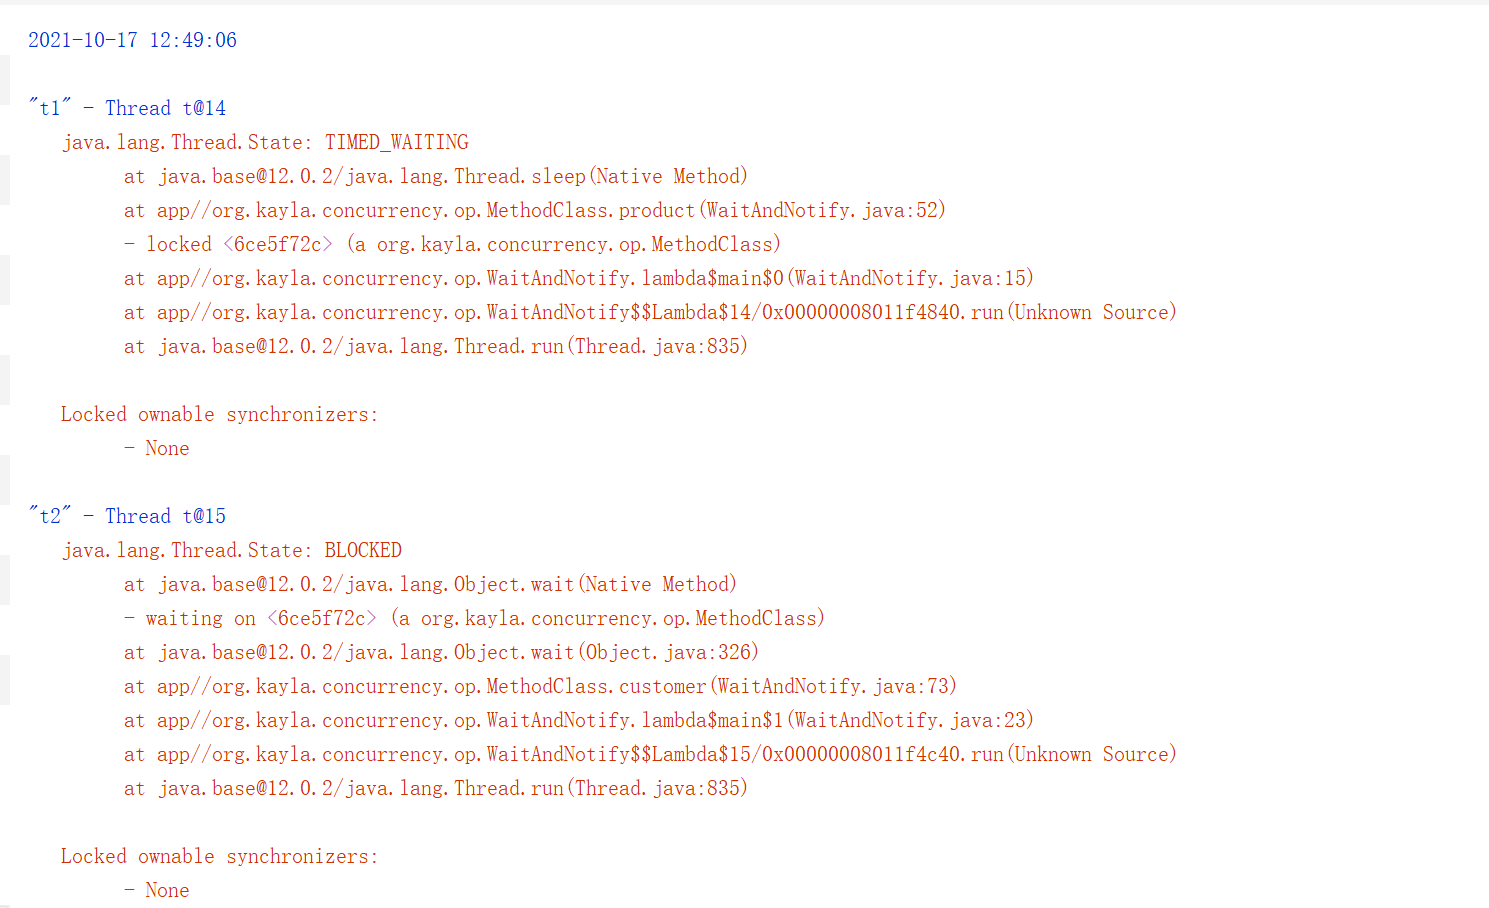 2021-10-17 12:49:06
"t1" - Thread t@14
java.lang.Thread.State: TIMED_WAITING
at java.base@12.0.2/java.lang.Thread.sleep(Native Method)
at app//org.kayla.concurrency.op.MethodClass.product(WaitAndNotify.java:52)
- locked <6ce5f72c> (a org.kayla.concurrency.op.MethodClass)
at app//org.kayla.concurrency.op.WaitAndNotify.lambda$main$0(WaitAndNotify.java:15)
at app//org.kayla.concurrency.op.WaitAndNotify$$Lambda$14/0x00000008011f4840.run(Unknown Source)
at java.base@12.0.2/java.lang.Thread.run(Thread.java:835)
Locked ownable synchronizers:
- None
"t2" - Thread t@15
java.lang.Thread.State: BLOCKED
at java.base@12.0.2/java.lang.Object.wait(Native Method)
- waiting on <6ce5f72c> (a org.kayla.concurrency.op.MethodClass)
at java.base@12.0.2/java.lang.Object.wait(Object.java:326)
at app//org.kayla.concurrency.op.MethodClass.customer(WaitAndNotify.java:73)
at app//org.kayla.concurrency.op.WaitAndNotify.lambda$main$1(WaitAndNotify.java:23)
at app//org.kayla.concurrency.op.WaitAndNotify$$Lambda$15/0x00000008011f4c40.run(Unknown Source)
at java.base@12.0.2/java.lang.Thread.run(Thread.java:835)
Locked ownable synchronizers:
- None